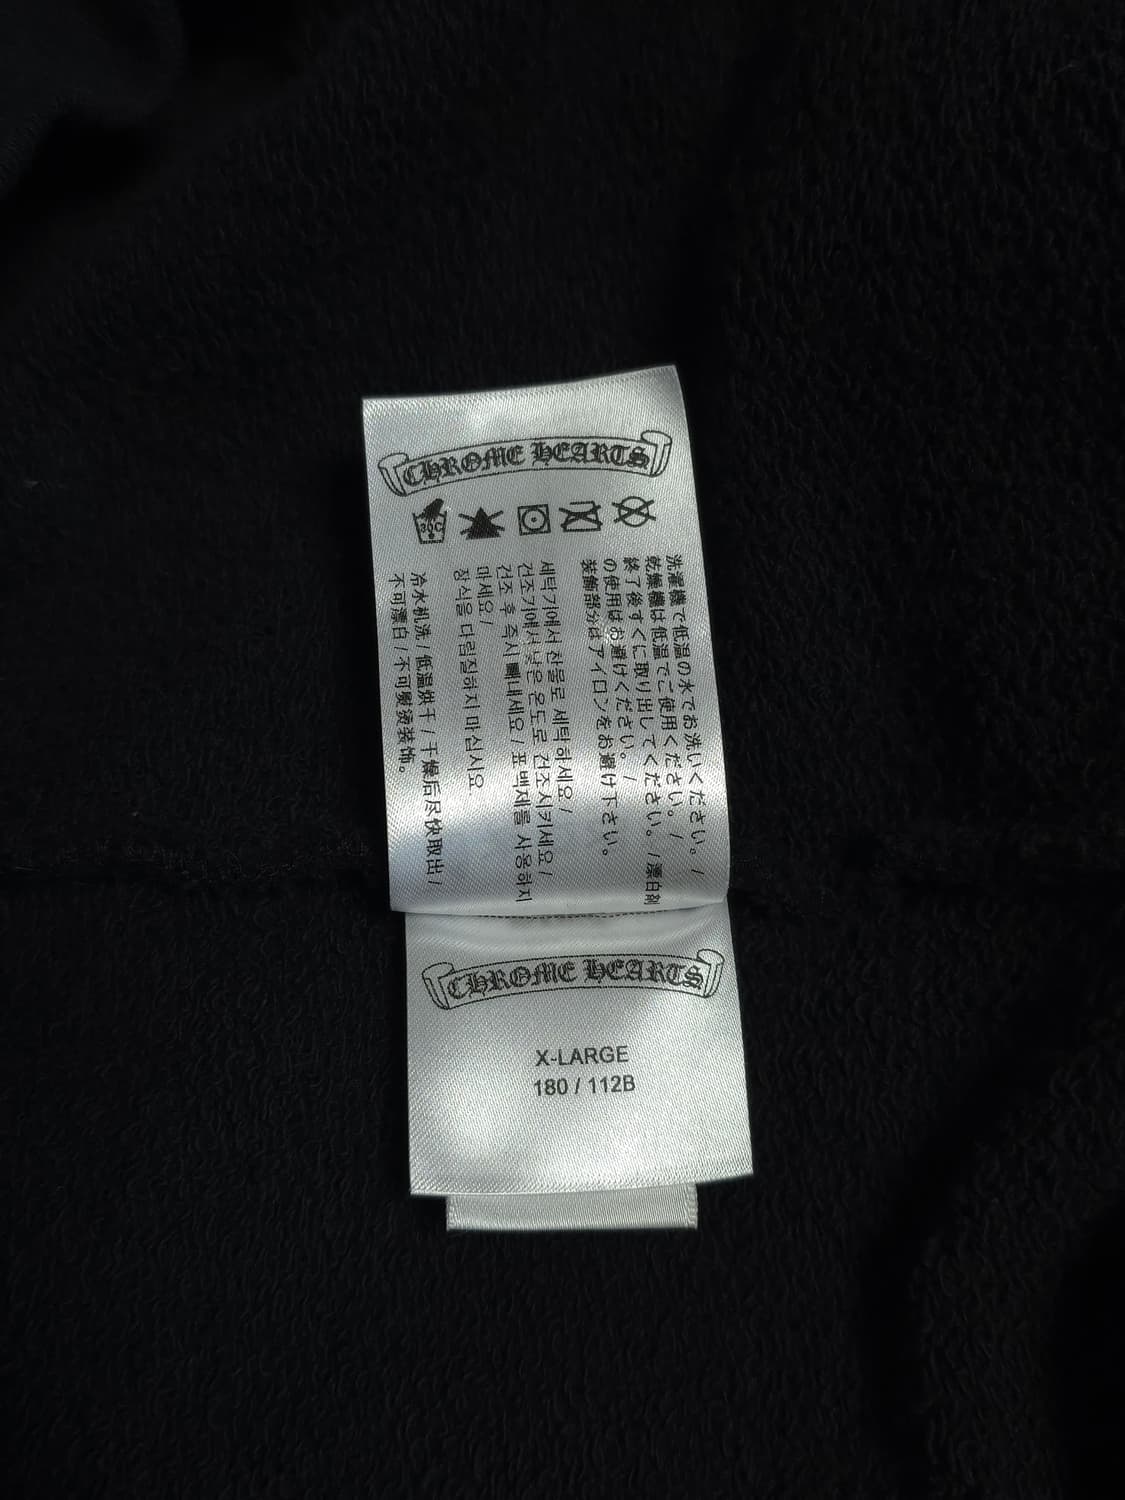 CHROME HEARTS
30C
洗濯機で低温の水でお洗いください。/
乾燥機は低温でご使用ください。/
終了後すぐに取り出してください。/漂白剤
の使用はお避けください。/
装飾部分はアイロンをお避け下さい。
세탁기에서 찬물로 세탁하세요 /
건조기에서 낮은 온도로 건조시키세요 /
건조 후 즉시 빼내세요 / 표백제를 사용하지
마세요 /
장식을 다림질하지 마십시오
冷水机洗 / 低温烘干 / 干燥后尽快取出 /
不可漂白 / 不可熨烫装饰。
CHROME HEARTS
X-LARGE
180 / 112B